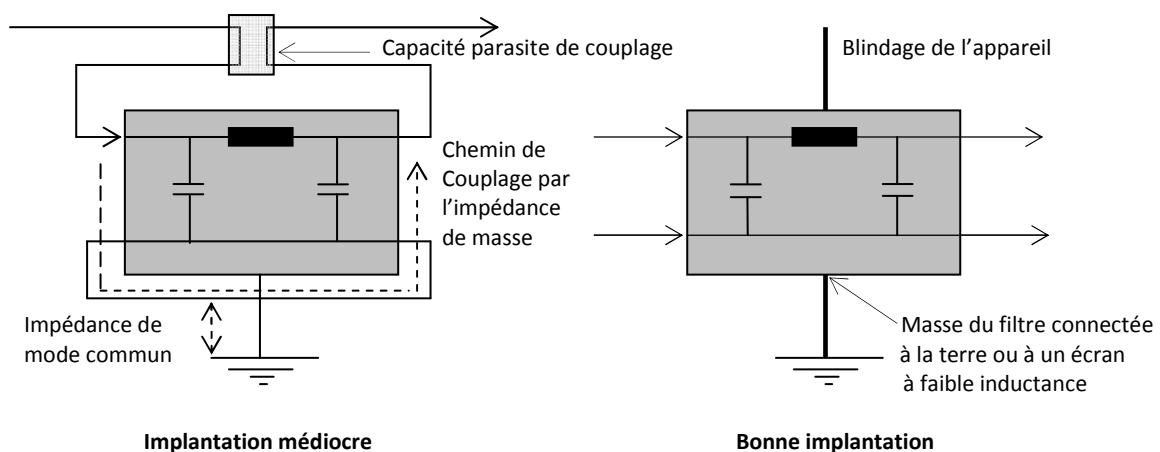 Capacité parasite de couplage
Chemin de
Couplage par
l’impédance
de masse
Impédance de
mode commun
Implantation médiocre
Blindage de l’appareil
Masse du filtre connectée
à la terre ou à un écran
à faible inductance
Bonne implantation